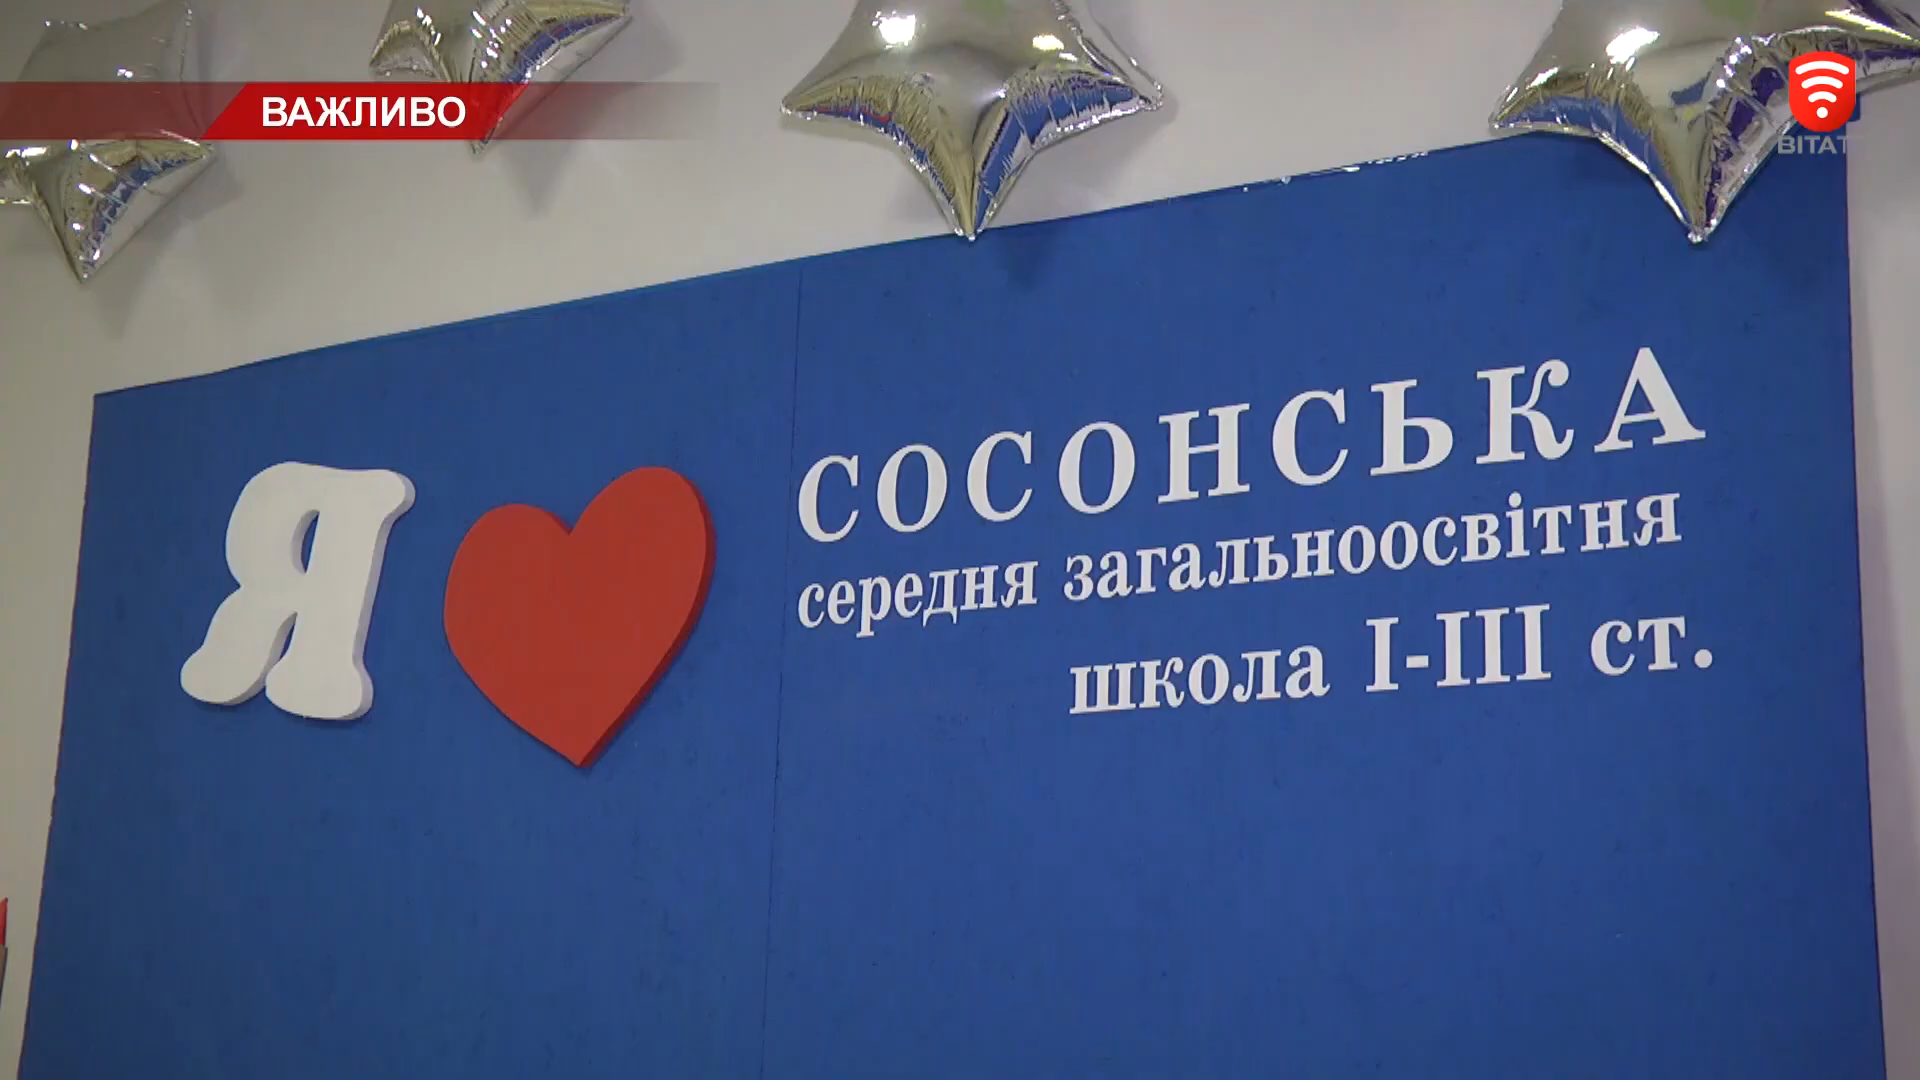 ВАЖЛИВО
ВІТА
Я
СОСОНСЬКА
середня загальноосвітня
школа І-ІІІ ст.